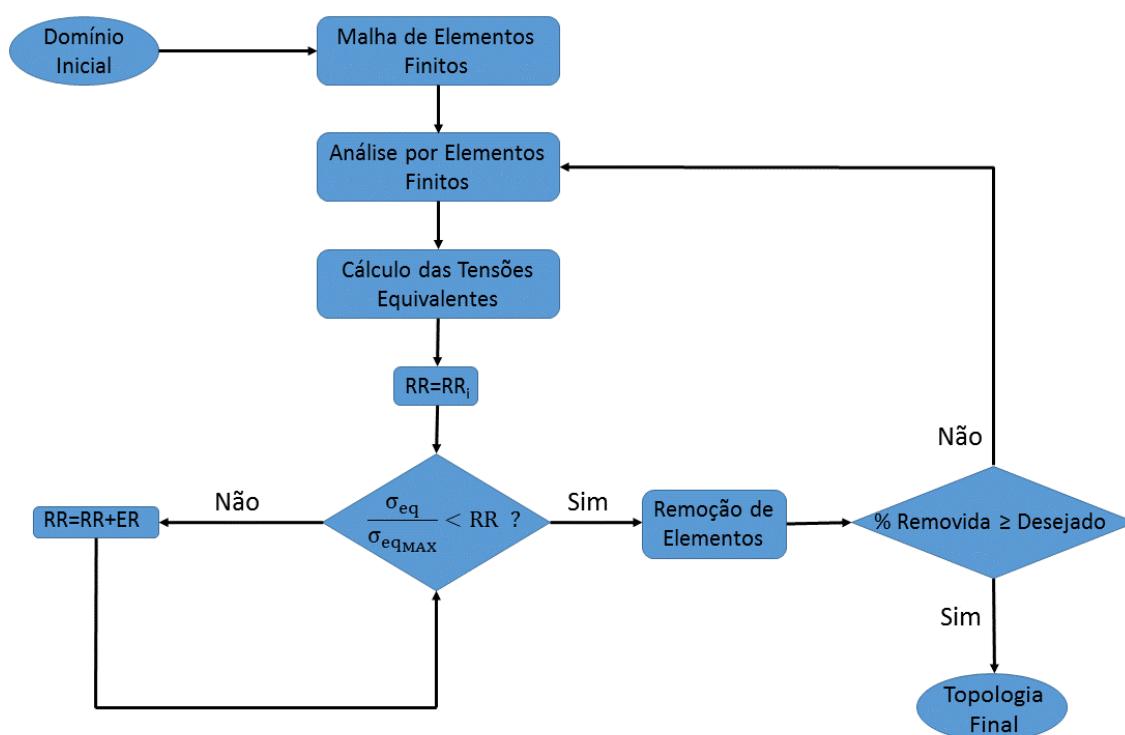 Domínio
Inicial
Malha de Elementos
Finitos
Análise por Elementos
Finitos
Cálculo das Tensões
Equivalentes
RR=RRᵢ
Não
RR=RR+ER
σeq
σeqMAX
< RR ?
Sim
Remoção de
Elementos
Não
% Removida ≥ Desejado
Sim
Topologia
Final